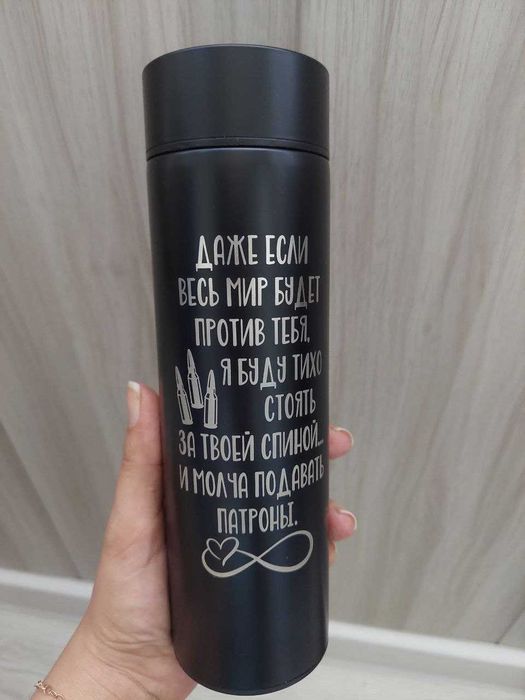 ДАЖЕ ЕСЛИ
ВЕСЬ МИР БУДЕТ
ПРОТИВ ТЕБЯ,
Я БУДУ ТИХО
СТОЯТЬ
ЗА ТВОЕЙ СПИНОЙ...
И МОЛЧА ПОДАВАТЬ
ПАТРОНЫ.